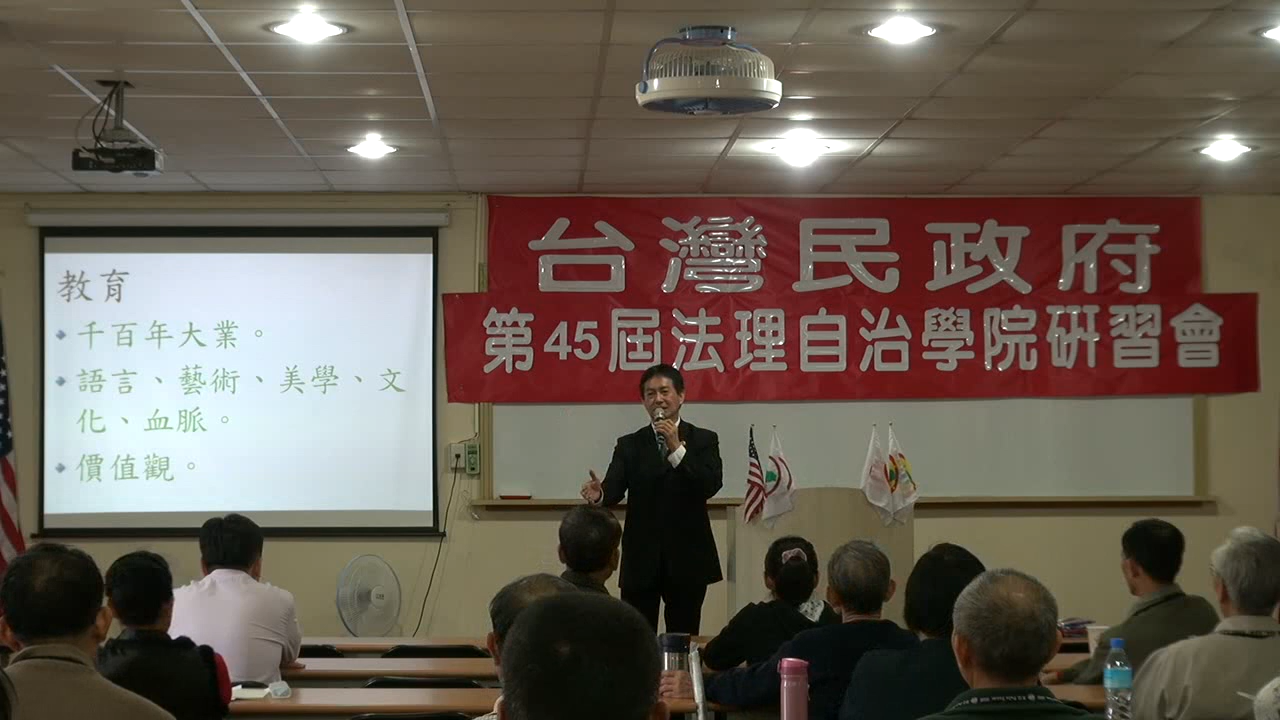 台灣民政府
第45屆法理自治學院研習會
教育
千百年大業。
語言、藝術、美學、文
化、血脈。
價值觀。